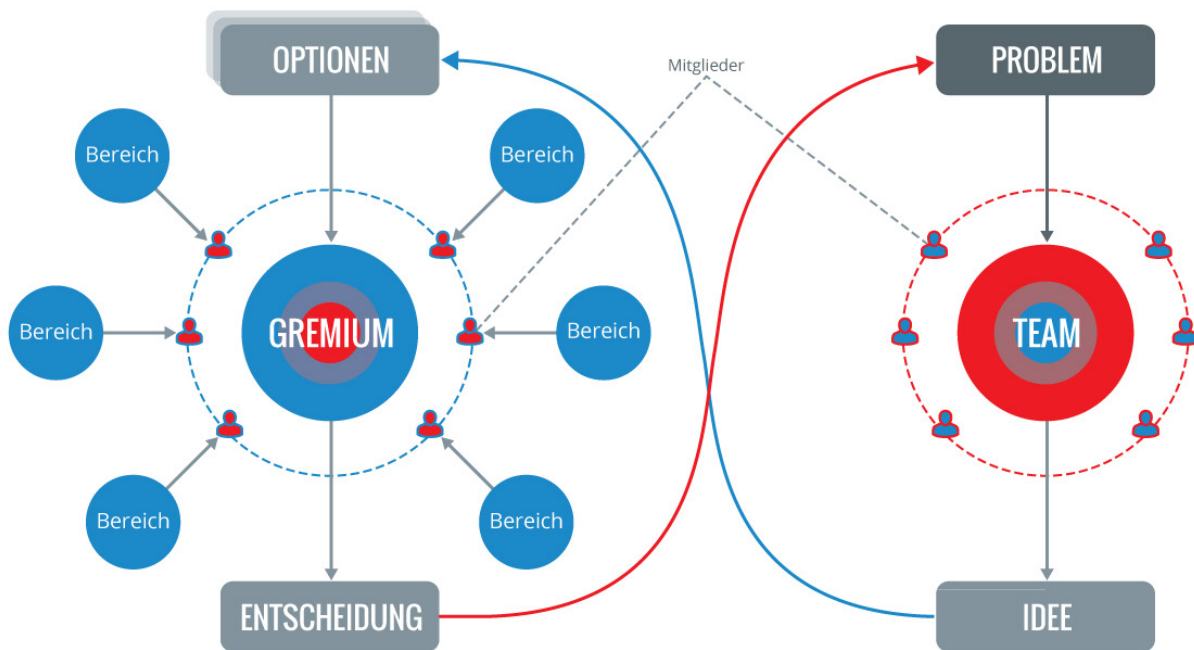 OPTIONEN
Mitglieder
PROBLEM
Bereich
Bereich
Bereich
GREMIUM
Bereich
TEAM
Bereich
Bereich
ENTSCHEIDUNG
IDEE